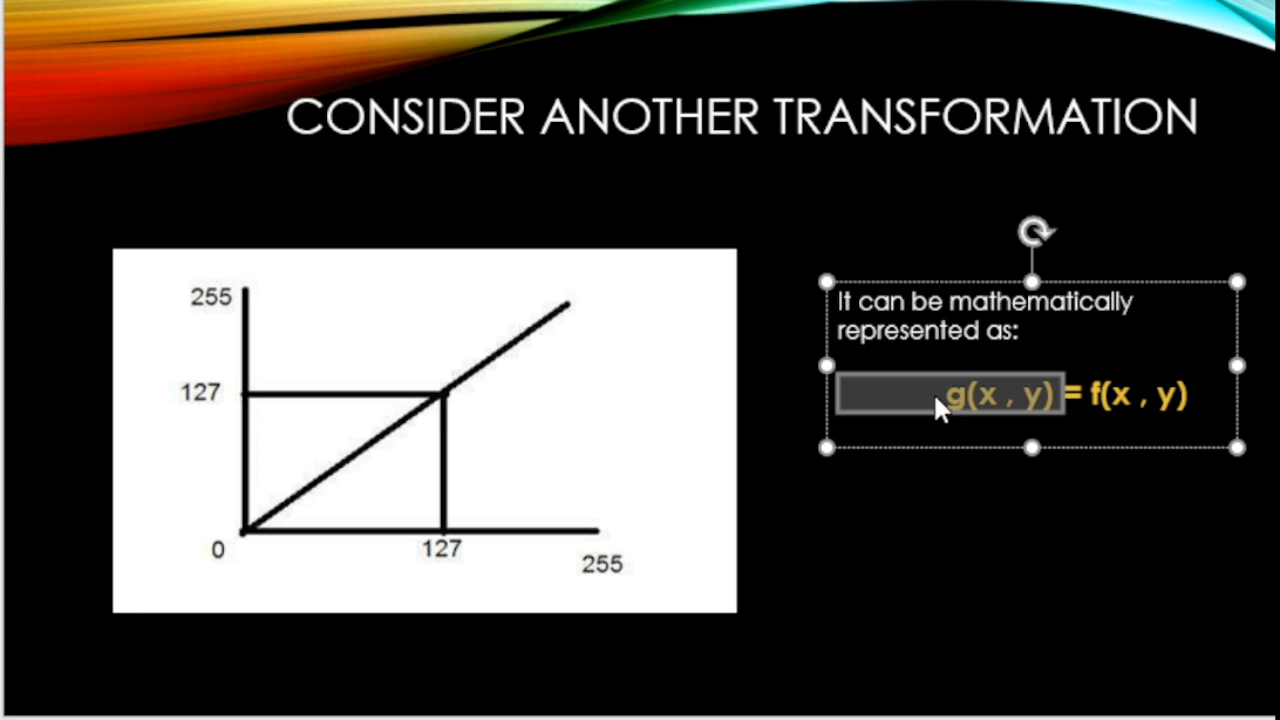 CONSIDER ANOTHER TRANSFORMATION
255
127
0
127
255
It can be mathematically
represented as:
g(x , y) = f(x , y)